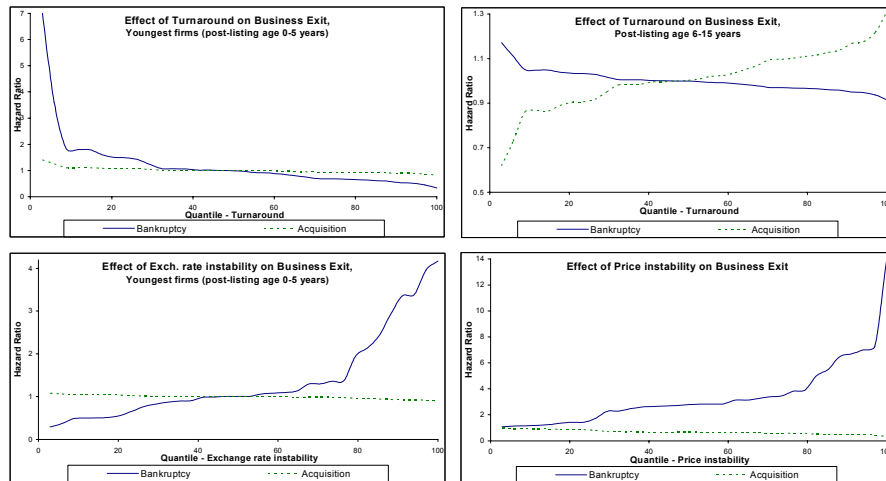 Effect of Turnaround on Business Exit,
Youngest firms (post-listing age 0-5 years)
Hazard Ratio
7
6
5
4
3
2
1
0
0 20 40 60 80 100
Quantile - Turnaround
Bankruptcy Acquisition
Effect of Turnaround on Business Exit,
Post-listing age 6-15 years
Hazard Ratio
1.3
1.1
0.9
0.7
0.5
0 20 40 60 80 100
Quantile - Turnaround
Bankruptcy Acquisition
Effect of Exch. rate instability on Business Exit,
Youngest firms (post-listing age 0-5 years)
Hazard Ratio
4
2
1
0
0 20 40 60 80 100
Quantile - Exchange rate instability
Bankruptcy Acquisition
Effect of Price instability on Business Exit
Hazard Ratio
14
12
10
8
6
4
2
0
0 20 40 60 80 100
Quantile - Price instability
Bankruptcy Acquisition